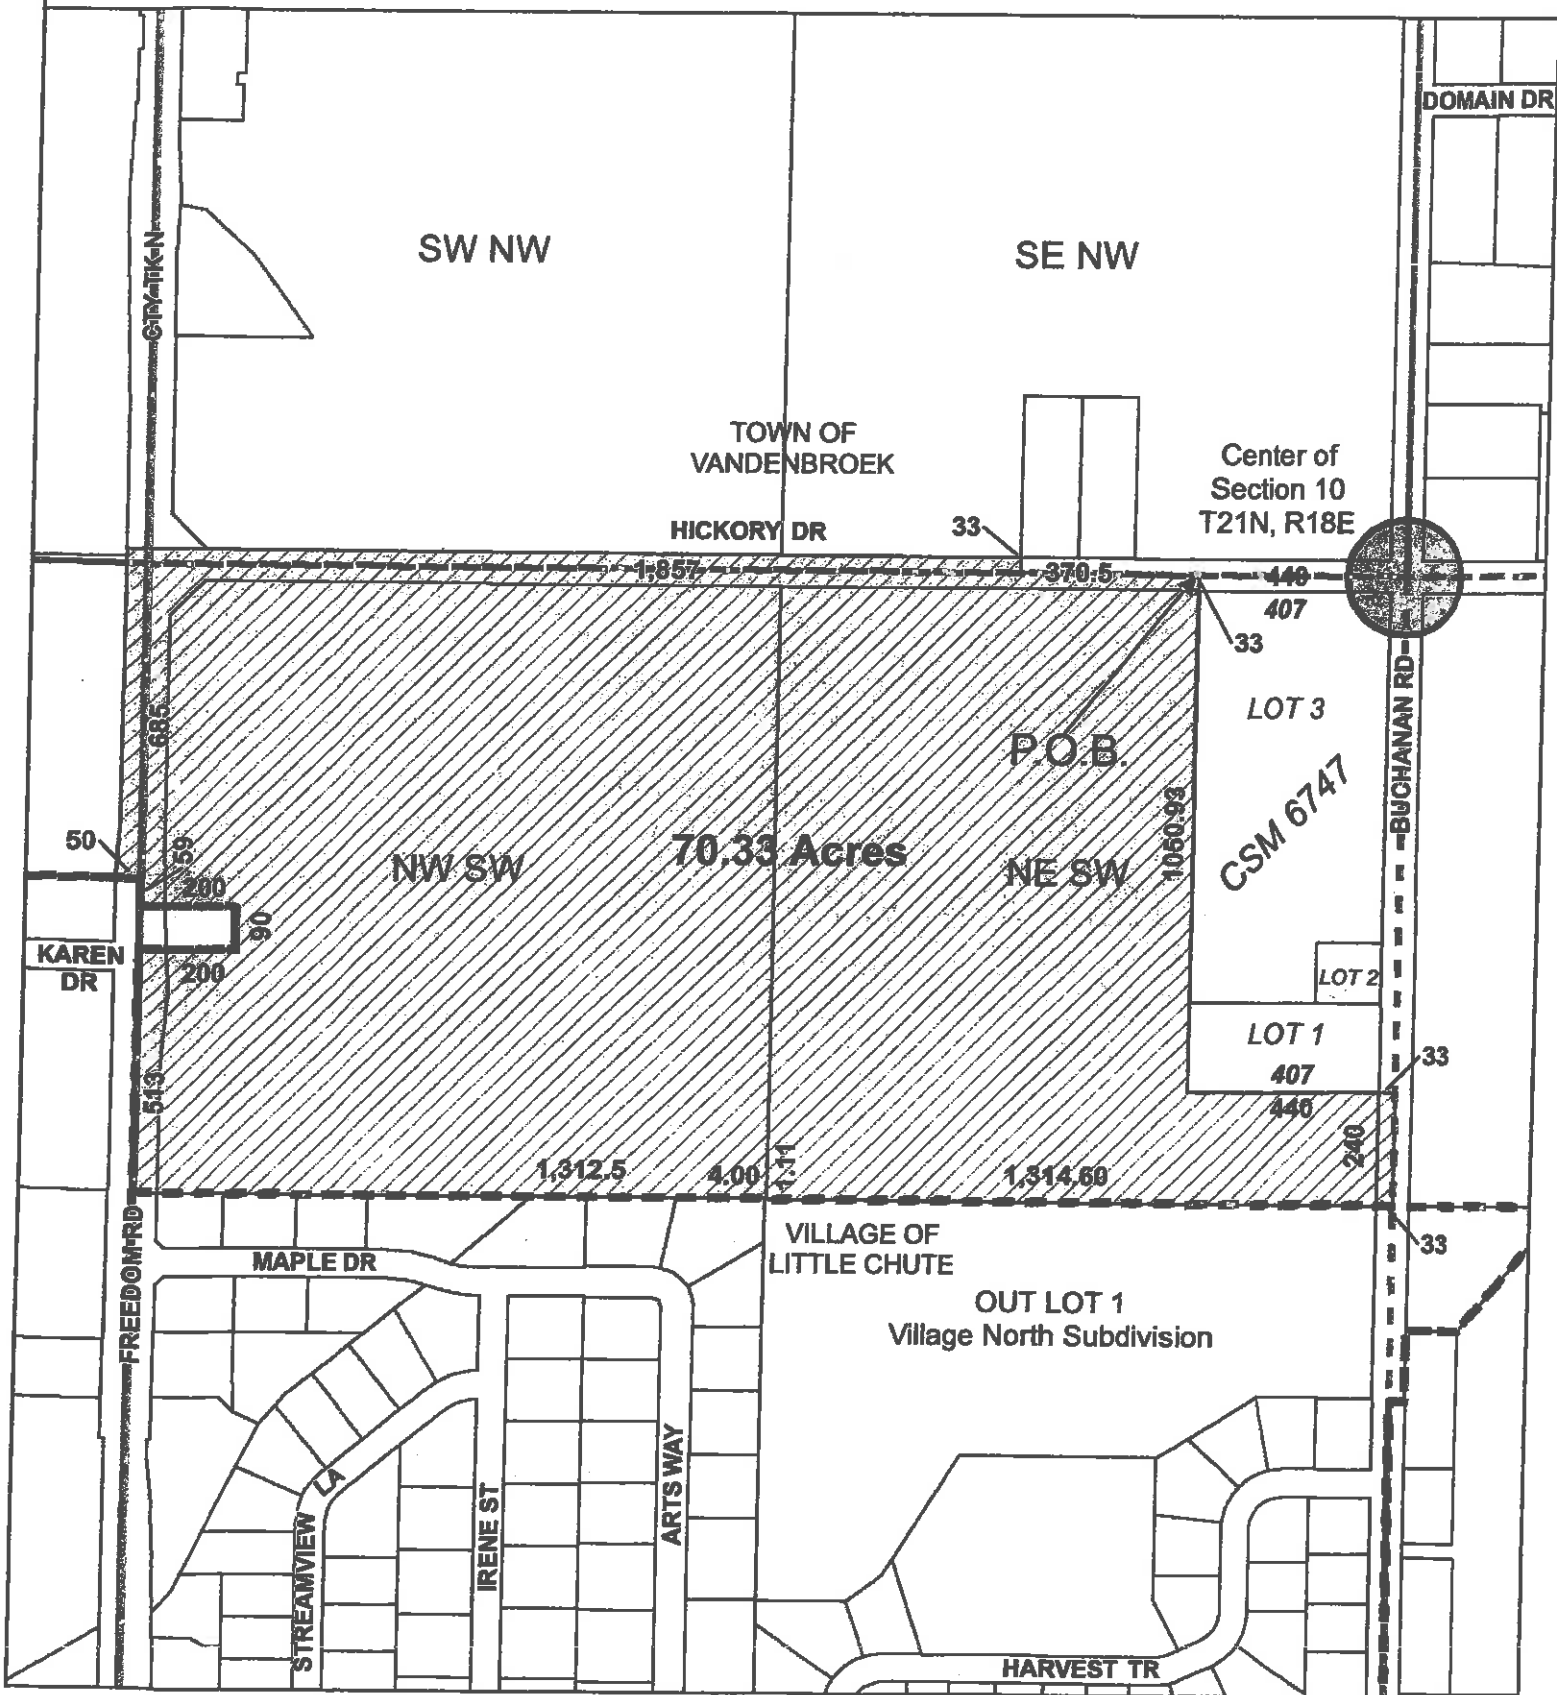 DOMAIN DR
CTY TK N
SW NW
SE NW
TOWN OF
VANDENBROEK
Center of
Section 10
T21N, R18E
HICKORY DR
33
1,857
370.5
440
407
33
685
LOT 3
BUCHANAN RD
P.O.B.
CSM 6747
1050.93
50
59
NW SW
70.33 Acres
NE SW
200
90
KAREN
DR
200
LOT 2
LOT 1
33
407
440
513
240
1,312.5
4.00
1.11
1,314.60
FREEDOM RD
VILLAGE OF
LITTLE CHUTE
33
MAPLE DR
OUT LOT 1
Village North Subdivision
STREAMVIEW
LA
IRENE ST
ARTS WAY
HARVEST TR